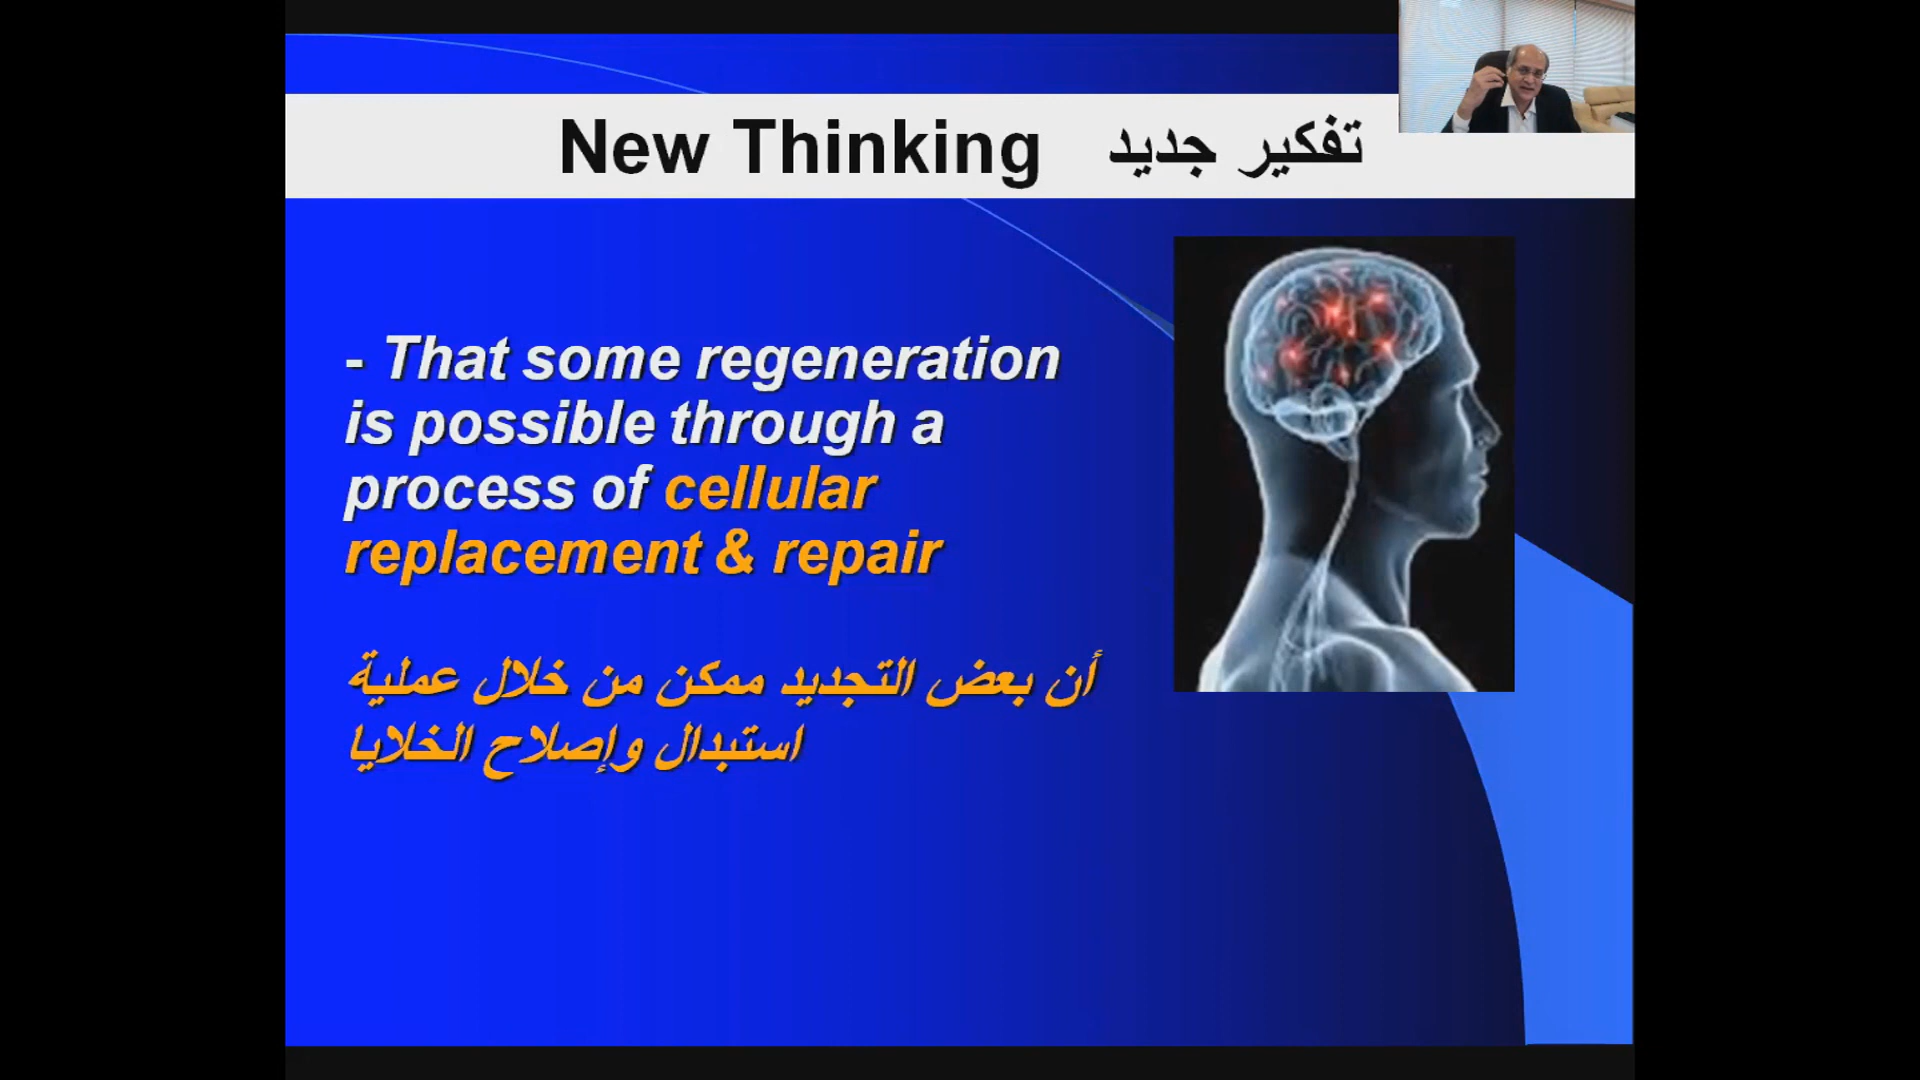 New Thinking تفكير جديد
- That some regeneration
is possible through a
process of cellular
replacement & repair
أن بعض التجديد ممكن من خلال عملية
استبدال وإصلاح الخلايا